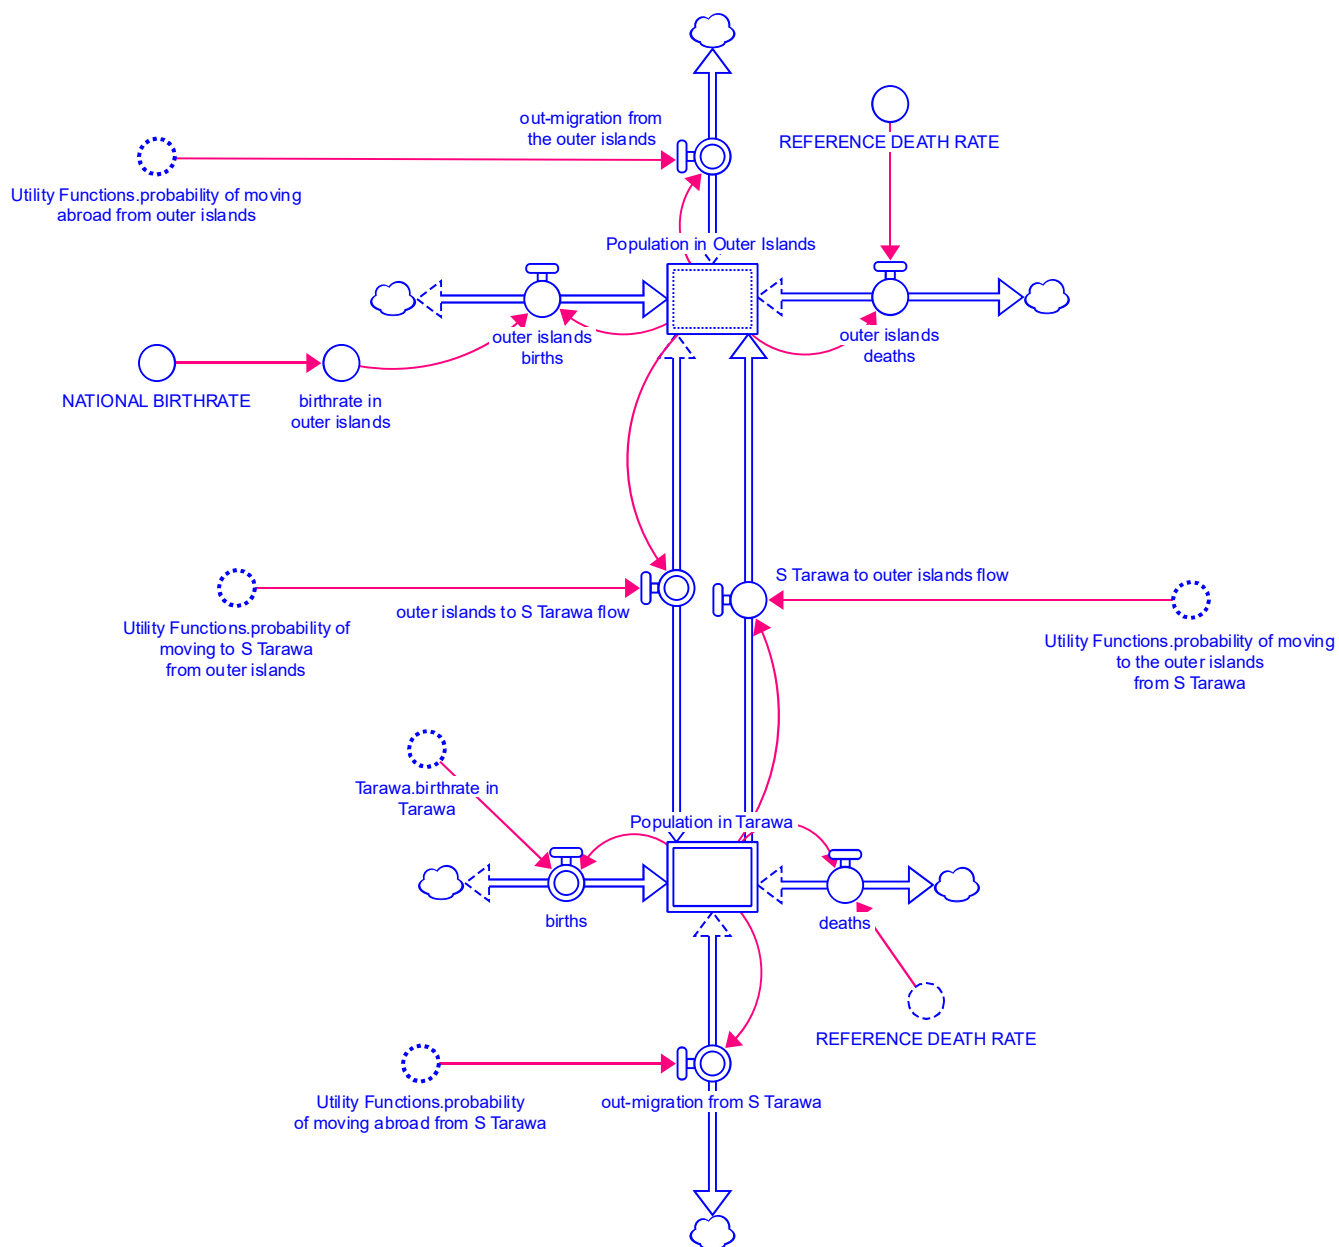 out-migration from
the outer islands
REFERENCE DEATH RATE
Utility Functions.probability of moving
abroad from outer islands
Population in Outer Islands
outer islands
births
outer islands
deaths
NATIONAL BIRTHRATE
birthrate in
outer islands
S Tarawa to outer islands flow
outer islands to S Tarawa flow
Utility Functions.probability of
moving to S Tarawa
from outer islands
Utility Functions.probability of moving
to the outer islands
from S Tarawa
Tarawa.birthrate in
Tarawa
Population in Tarawa
births
deaths
REFERENCE DEATH RATE
Utility Functions.probability
of moving abroad from S Tarawa
out-migration from S Tarawa